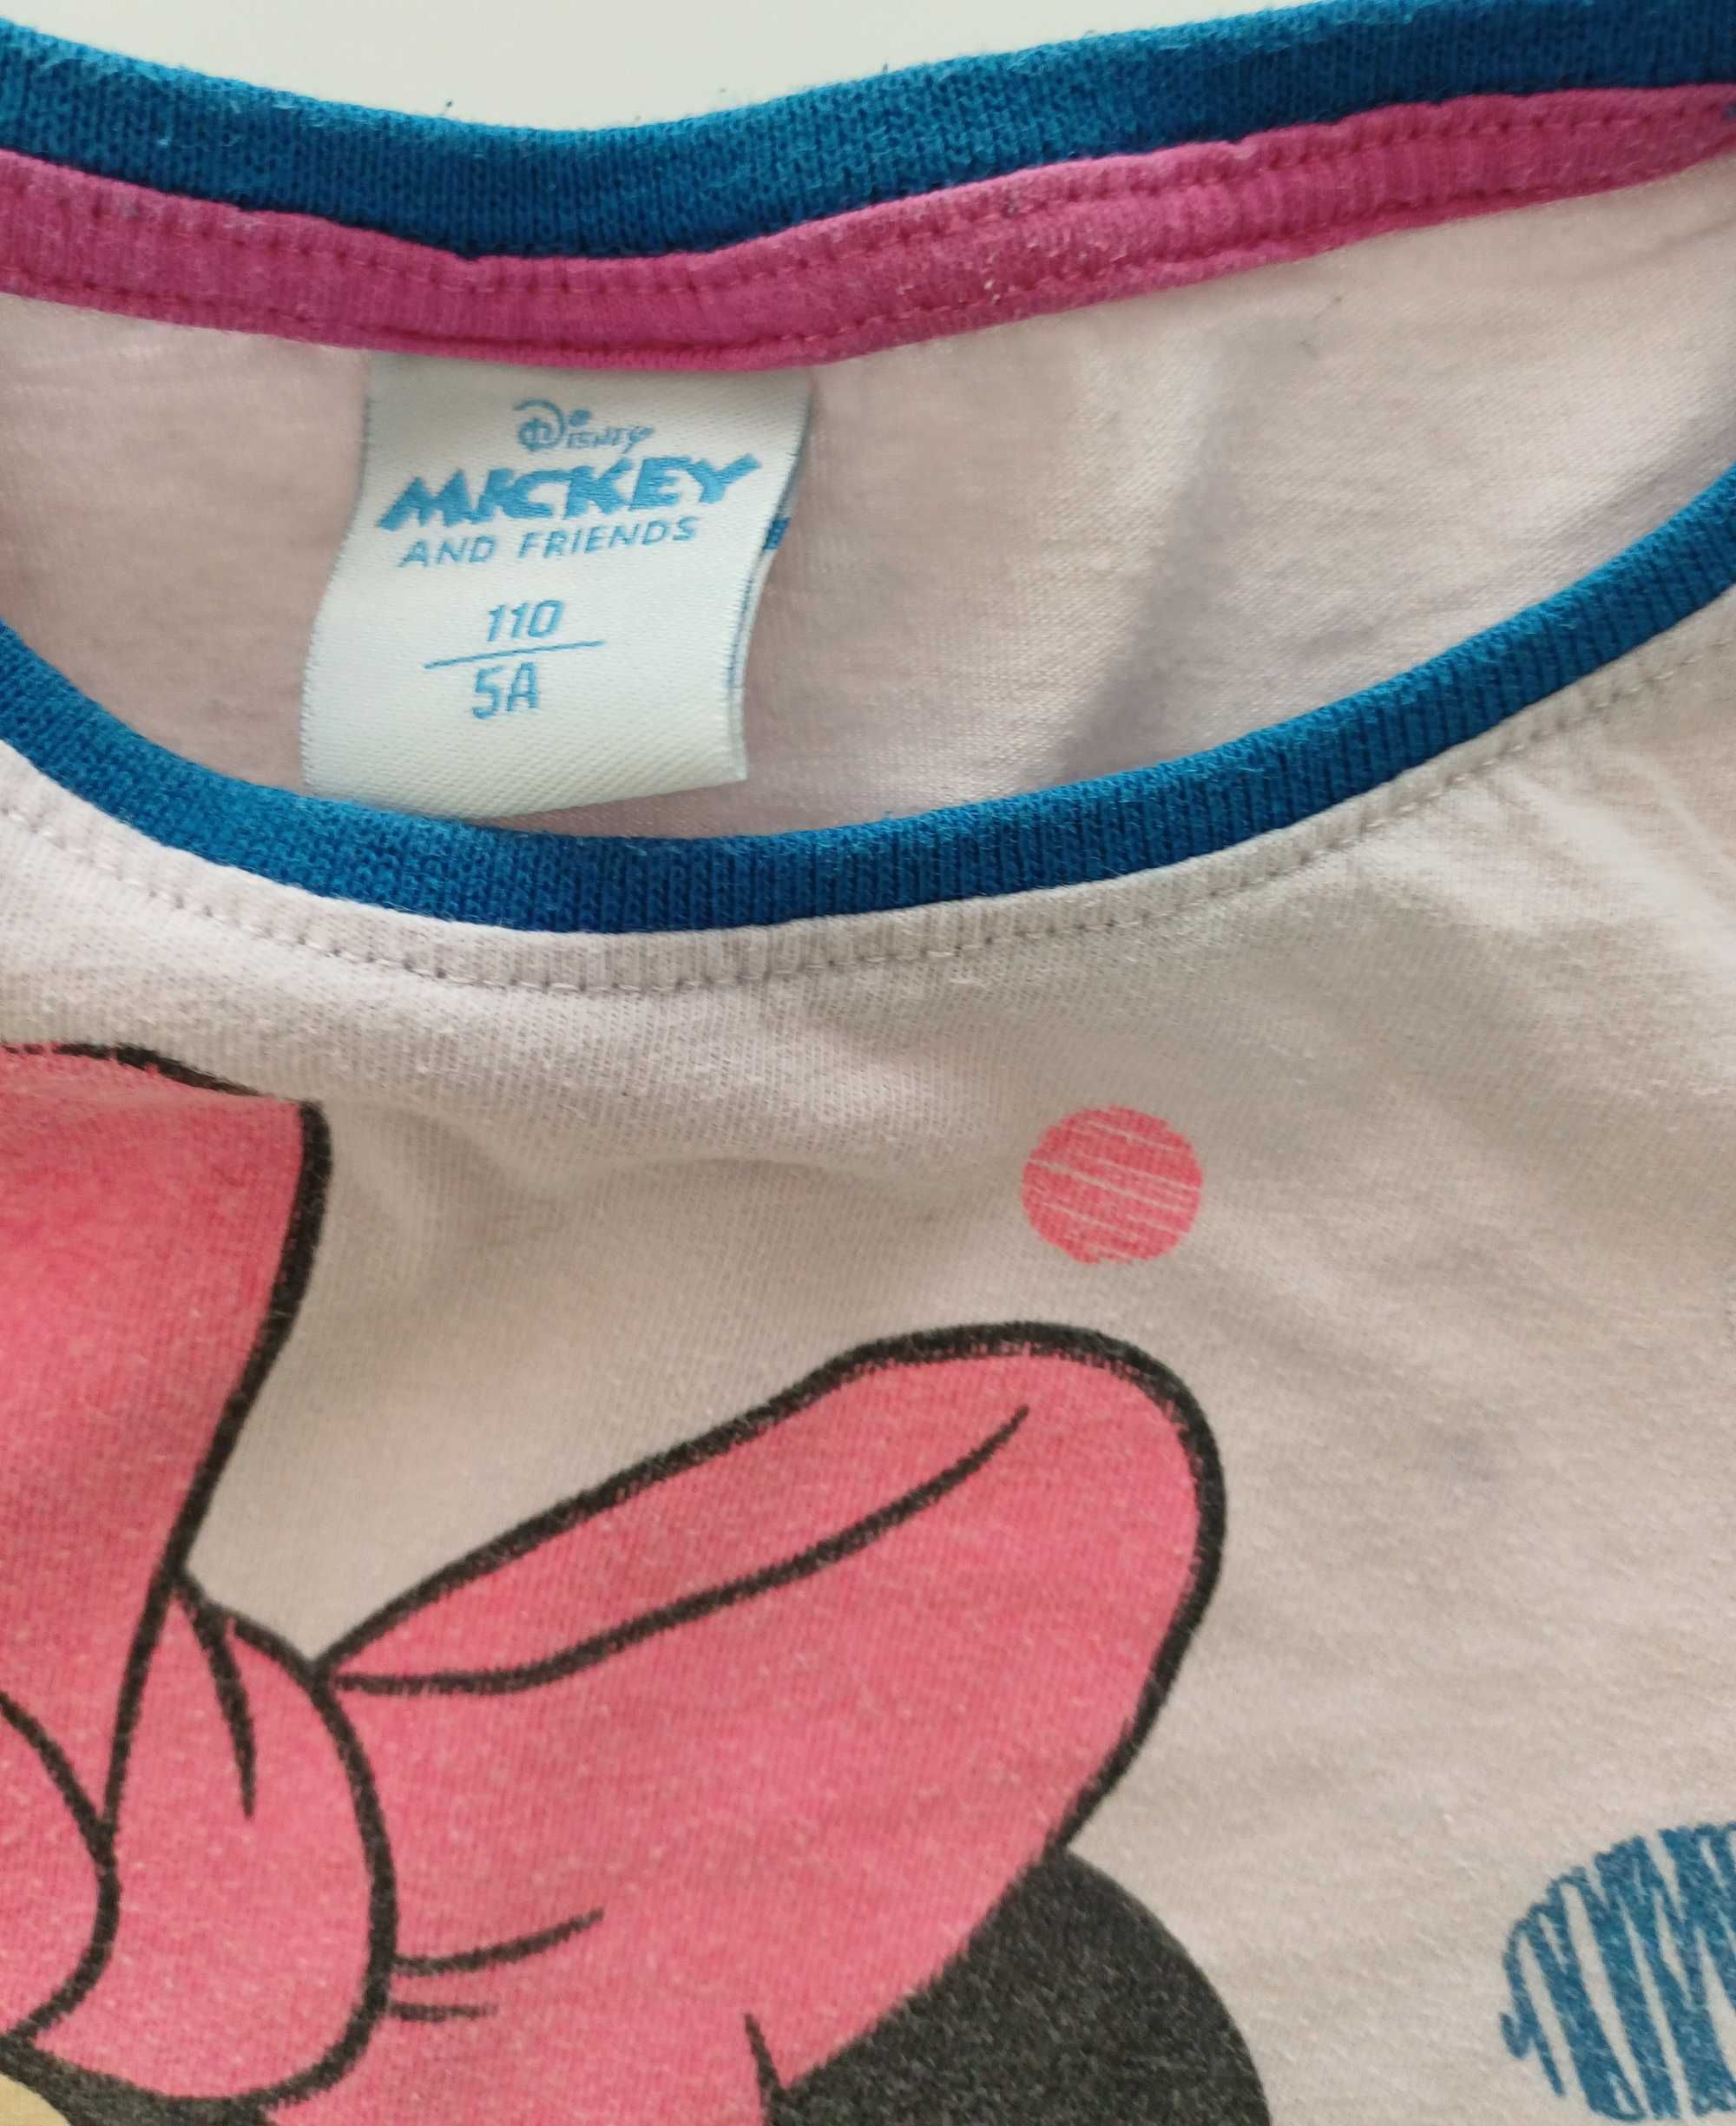 Disney
MICKEY
AND FRIENDS
110
5A